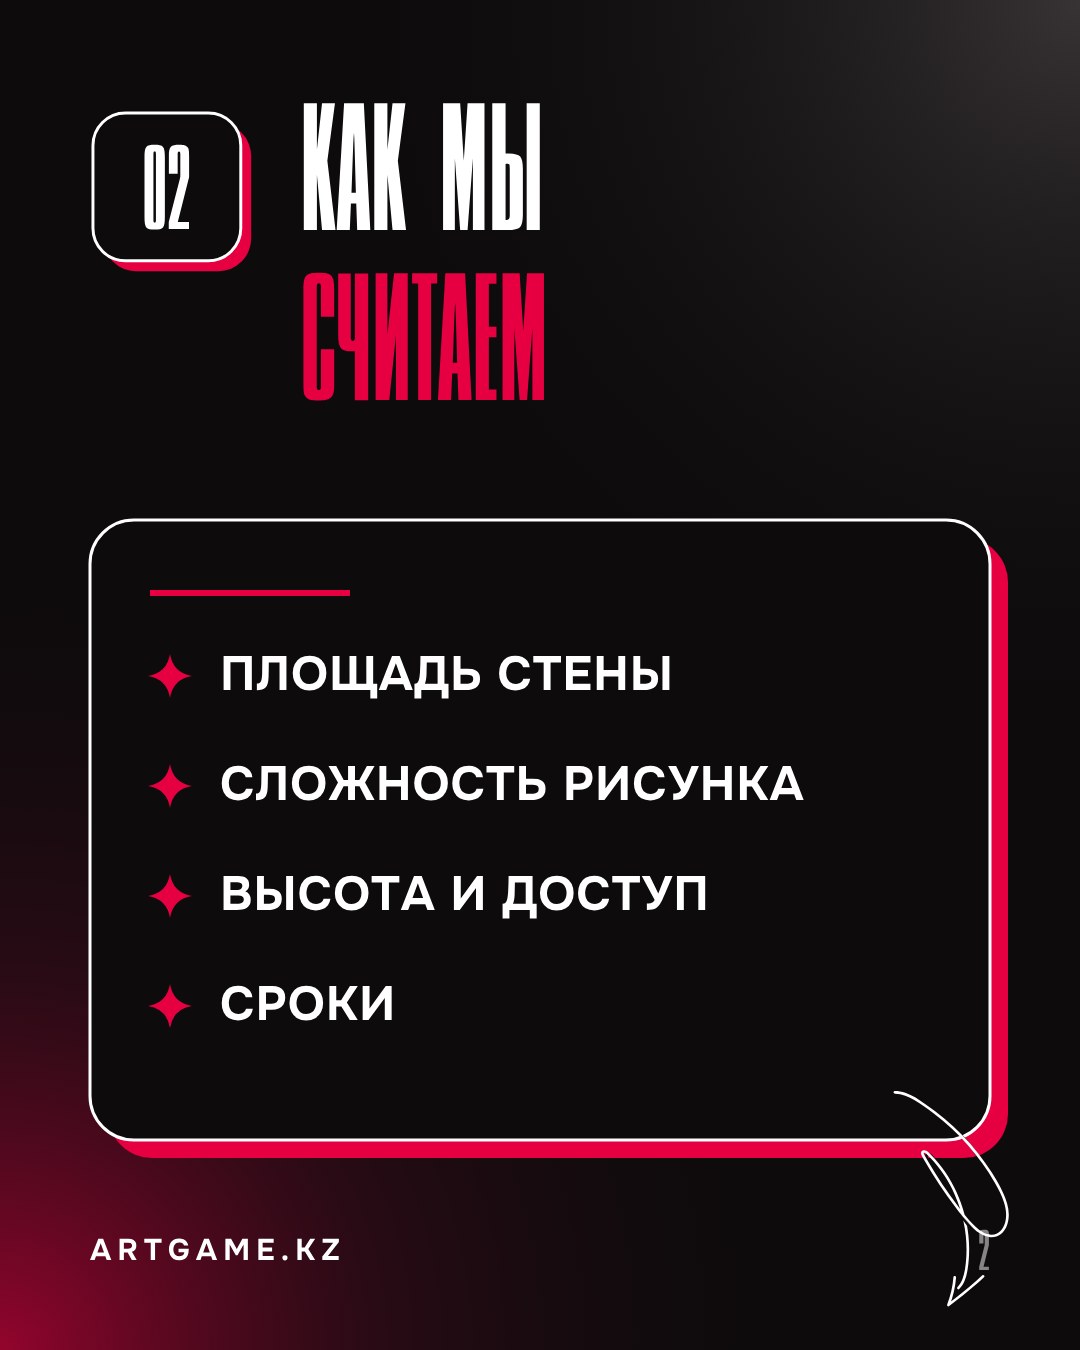 02
КАК МЫ
СЧИТАЕМ
ПЛОЩАДЬ СТЕНЫ
СЛОЖНОСТЬ РИСУНКА
ВЫСОТА И ДОСТУП
СРОКИ
ARTGAME.KZ
2